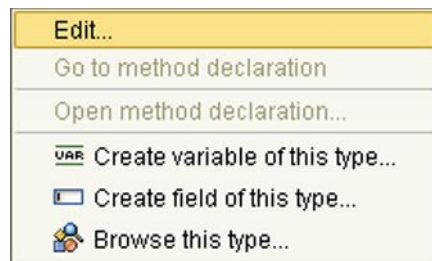 Edit...
Go to method declaration
Open method declaration...
VAR Create variable of this type...
Create field of this type...
Browse this type...